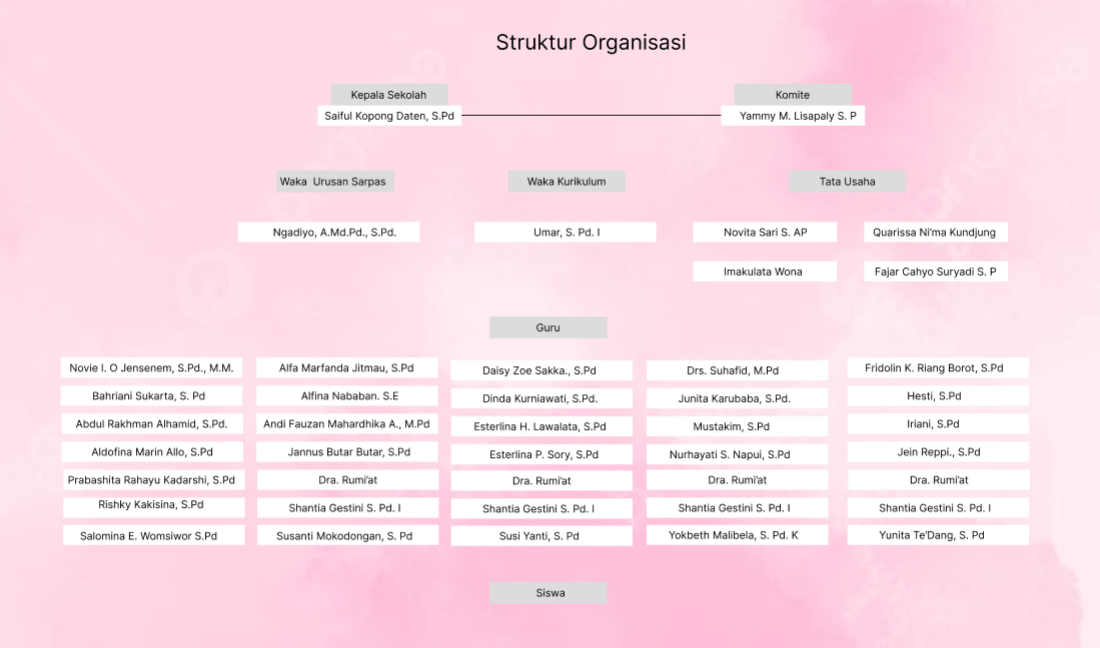 Struktur Organisasi
Kepala Sekolah
Komite
Saiful Kopong Daten, S.Pd
Yammy M. Lisapaly S. P
Waka Urusan Sarpas
Waka Kurikulum
Tata Usaha
Ngadiyo, A.Md.Pd., S.Pd.
Umar, S. Pd. I
Novita Sari S. AP
Quarissa Ni'ma Kundjung
Imakulata Wona
Fajar Cahyo Suryadi S. P
Guru
Novie I. O Jensenem, S.Pd., M.M.
Alfa Marfanda Jitmau, S.Pd
Daisy Zoe Sakka., S.Pd
Drs. Suhafid, M.Pd
Fridolin K. Riang Borot, S.Pd
Bahriani Sukarta, S. Pd
Alfina Nababan. S.E
Dinda Kurniawati, S.Pd.
Junita Karubaba, S.Pd.
Hesti, S.Pd
Abdul Rakhman Alhamid, S.Pd.
Andi Fauzan Mahardhika A., M.Pd
Esterlina H. Lawalata, S.Pd
Mustakim, S.Pd
Iriani, S.Pd
Aldofina Marin Allo, S.Pd
Jannus Butar Butar, S.Pd
Esterlina P. Sory, S.Pd
Nurhayati S. Napui, S.Pd
Jein Reppi., S.Pd
Prabashita Rahayu Kadarshi, S.Pd
Dra. Rumi'at
Dra. Rumi'at
Dra. Rumi'at
Dra. Rumi'at
Rishky Kakisina, S.Pd
Shantia Gestini S. Pd. I
Shantia Gestini S. Pd. I
Shantia Gestini S. Pd. I
Shantia Gestini S. Pd. I
Salomina E. Womsiwor S.Pd
Susanti Mokodongan, S. Pd
Susi Yanti, S. Pd
Yokbeth Malibela, S. Pd. K
Yunita Te'Dang, S. Pd
Siswa